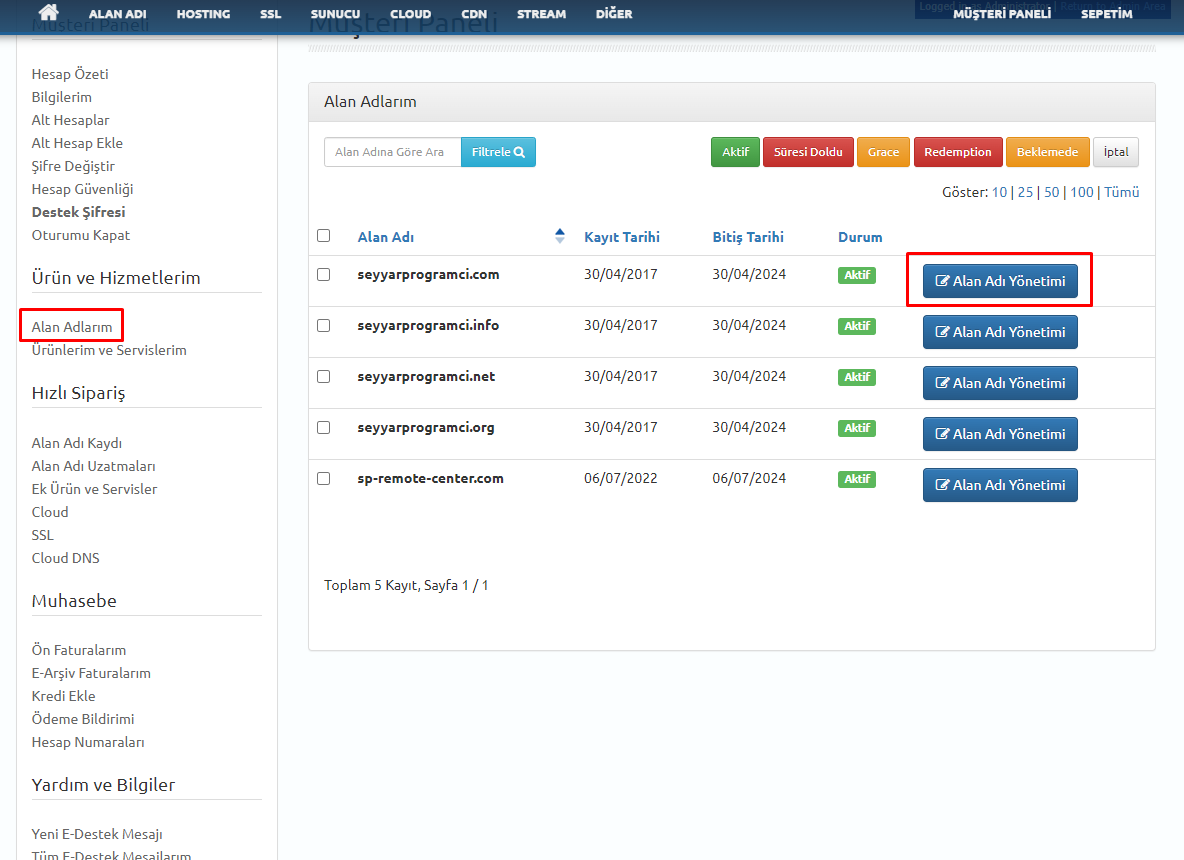 ALAN ADI HOSTING SSL SUNUCU CLOUD CDN STREAM DİĞER MÜŞTERİ PANELİ SEPETİM
Logged in as Administrator | Return to Admin Area
Müşteri Paneli
Müşteri Paneli
Hesap Özeti
Bilgilerim
Alt Hesaplar
Alt Hesap Ekle
Şifre Değiştir
Hesap Güvenliği
Destek Şifresi
Oturumu Kapat
Ürün ve Hizmetlerim
Alan Adlarım
Ürünlerim ve Servislerim
Hızlı Sipariş
Alan Adı Kaydı
Alan Adı Uzatmaları
Ek Ürün ve Servisler
Cloud
SSL
Cloud DNS
Muhasebe
Ön Faturalarım
E-Arşiv Faturalarım
Kredi Ekle
Ödeme Bildirimi
Hesap Numaraları
Yardım ve Bilgiler
Yeni E-Destek Mesajı
Tüm E-Destek Mesajlarım
Alan Adlarım
Alan Adına Göre Ara Filtrele Aktif Süresi Doldu Grace Redemption Beklemede İptal
Göster: 10 | 25 | 50 | 100 | Tümü
Alan Adı Kayıt Tarihi Bitiş Tarihi Durum
seyyarprogramci.com 30/04/2017 30/04/2024 Aktif Alan Adı Yönetimi
seyyarprogramci.info 30/04/2017 30/04/2024 Aktif Alan Adı Yönetimi
seyyarprogramci.net 30/04/2017 30/04/2024 Aktif Alan Adı Yönetimi
seyyarprogramci.org 30/04/2017 30/04/2024 Aktif Alan Adı Yönetimi
sp-remote-center.com 06/07/2022 06/07/2024 Aktif Alan Adı Yönetimi
Toplam 5 Kayıt, Sayfa 1 / 1